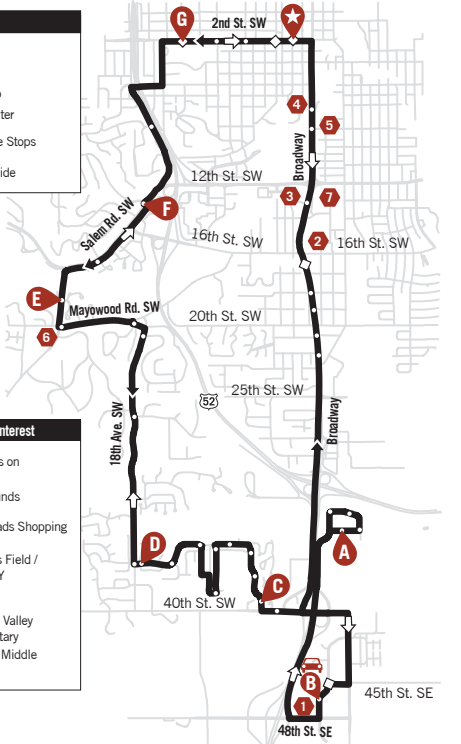 G
2nd St. SW
4
5
ter
e Stops
ide
Broadway
12th St. SW
3
7
F
Salem Rd. SW
16th St. SW
2
16th St. SW
E
Mayowood Rd. SW
20th St. SW
6
25th St. SW
52
18th Ave. SW
Broadway
nterest
s on
nds
ads Shopping
s Field /
Y
Valley
tary
Middle
A
D
C
40th St. SW
B
1
45th St. SE
48th St. SE